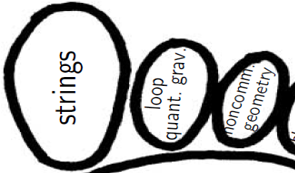 strings
loop
quant. grav.
noncomm.
geometry